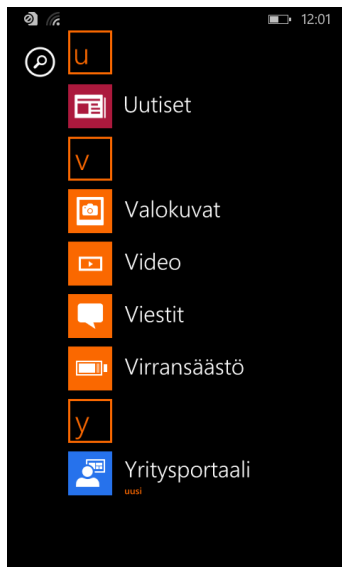 12:01
u
Uutiset
v
Valokuvat
Video
Viestit
Virransäästö
y
Yritysportaali
uusi